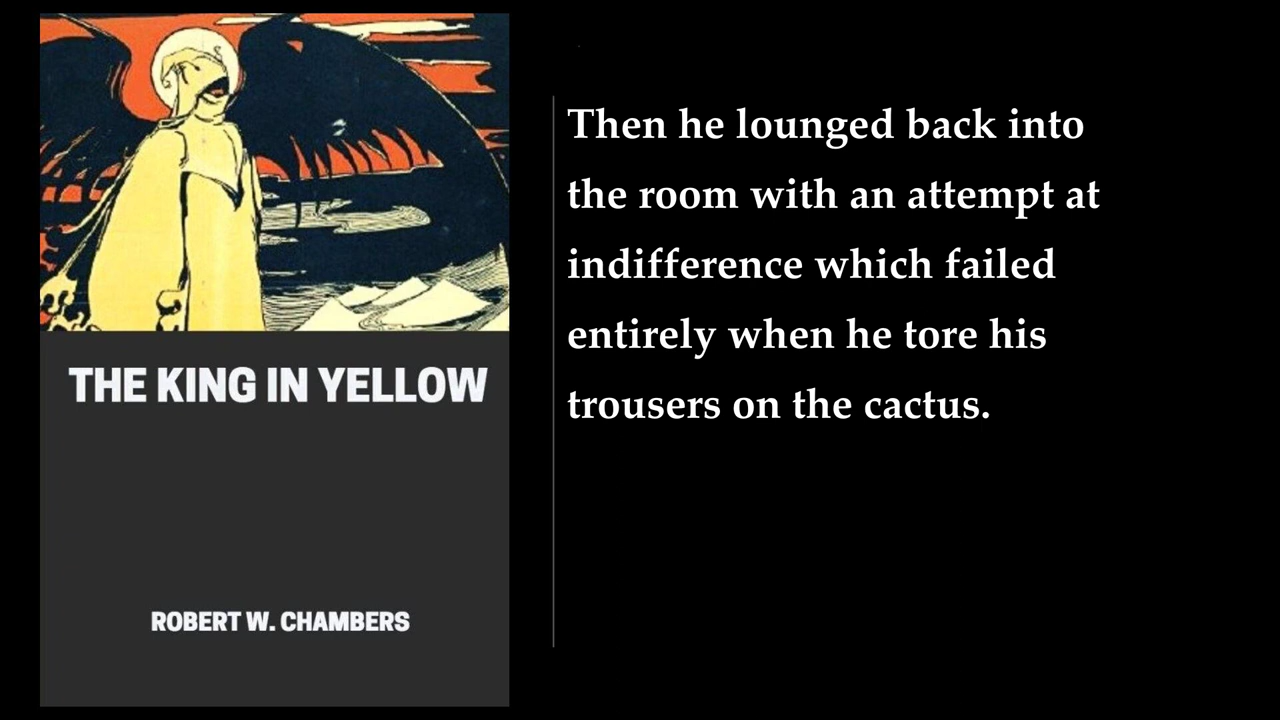 THE KING IN YELLOW
ROBERT W. CHAMBERS
Then he lounged back into
the room with an attempt at
indifference which failed
entirely when he tore his
trousers on the cactus.